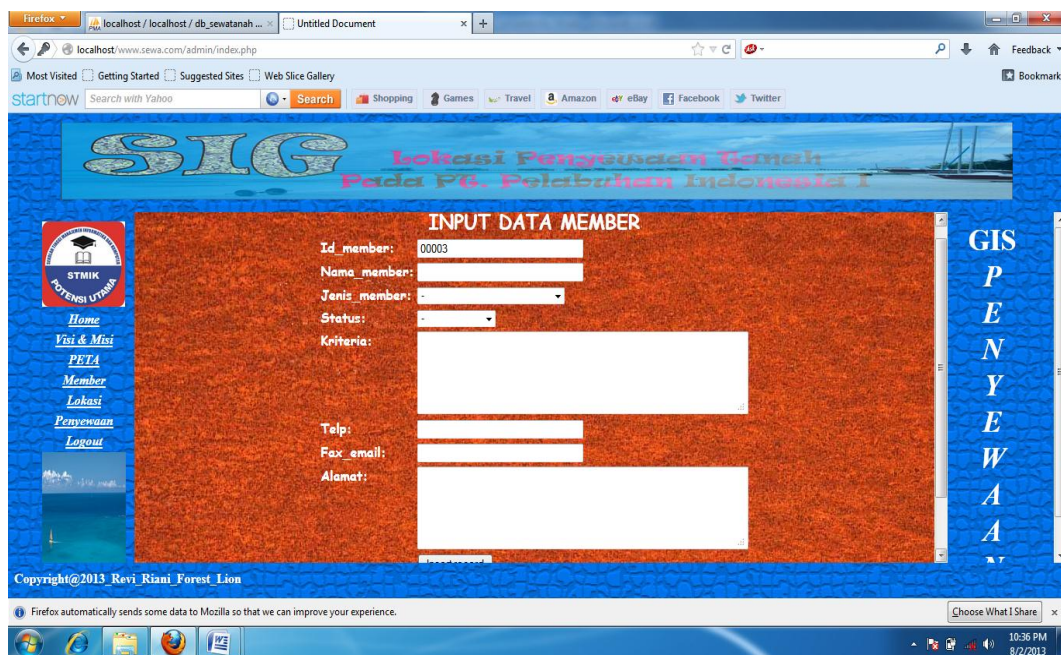 Firefox
localhost / localhost / db_sewatanah ...
Untitled Document
localhost/www.sewa.com/admin/index.php
Feedback
Most Visited Getting Started Suggested Sites Web Slice Gallery
Bookmark
startnow Search with Yahoo Search Shopping Games Travel Amazon eBay Facebook Twitter
SIG
Lokasi Penyewaan Tanah
Pada PT. Pelabuhan Indonesia I
STMIK
POTENSI UTAMA
Home
Visi & Misi
PETA
Member
Lokasi
Penyewaan
Logout
INPUT DATA MEMBER
Id_member: 00003
Nama_member:
Jenis_member: -
Status: -
Kriteria:
Telp:
Fax_email:
Alamat:
Insert record
GIS
P
E
N
Y
E
W
A
A
N
Copyright@2013_Revi_Riani_Forest_Lion
Firefox automatically sends some data to Mozilla so that we can improve your experience.
Choose What I Share
10:36 PM
8/2/2013